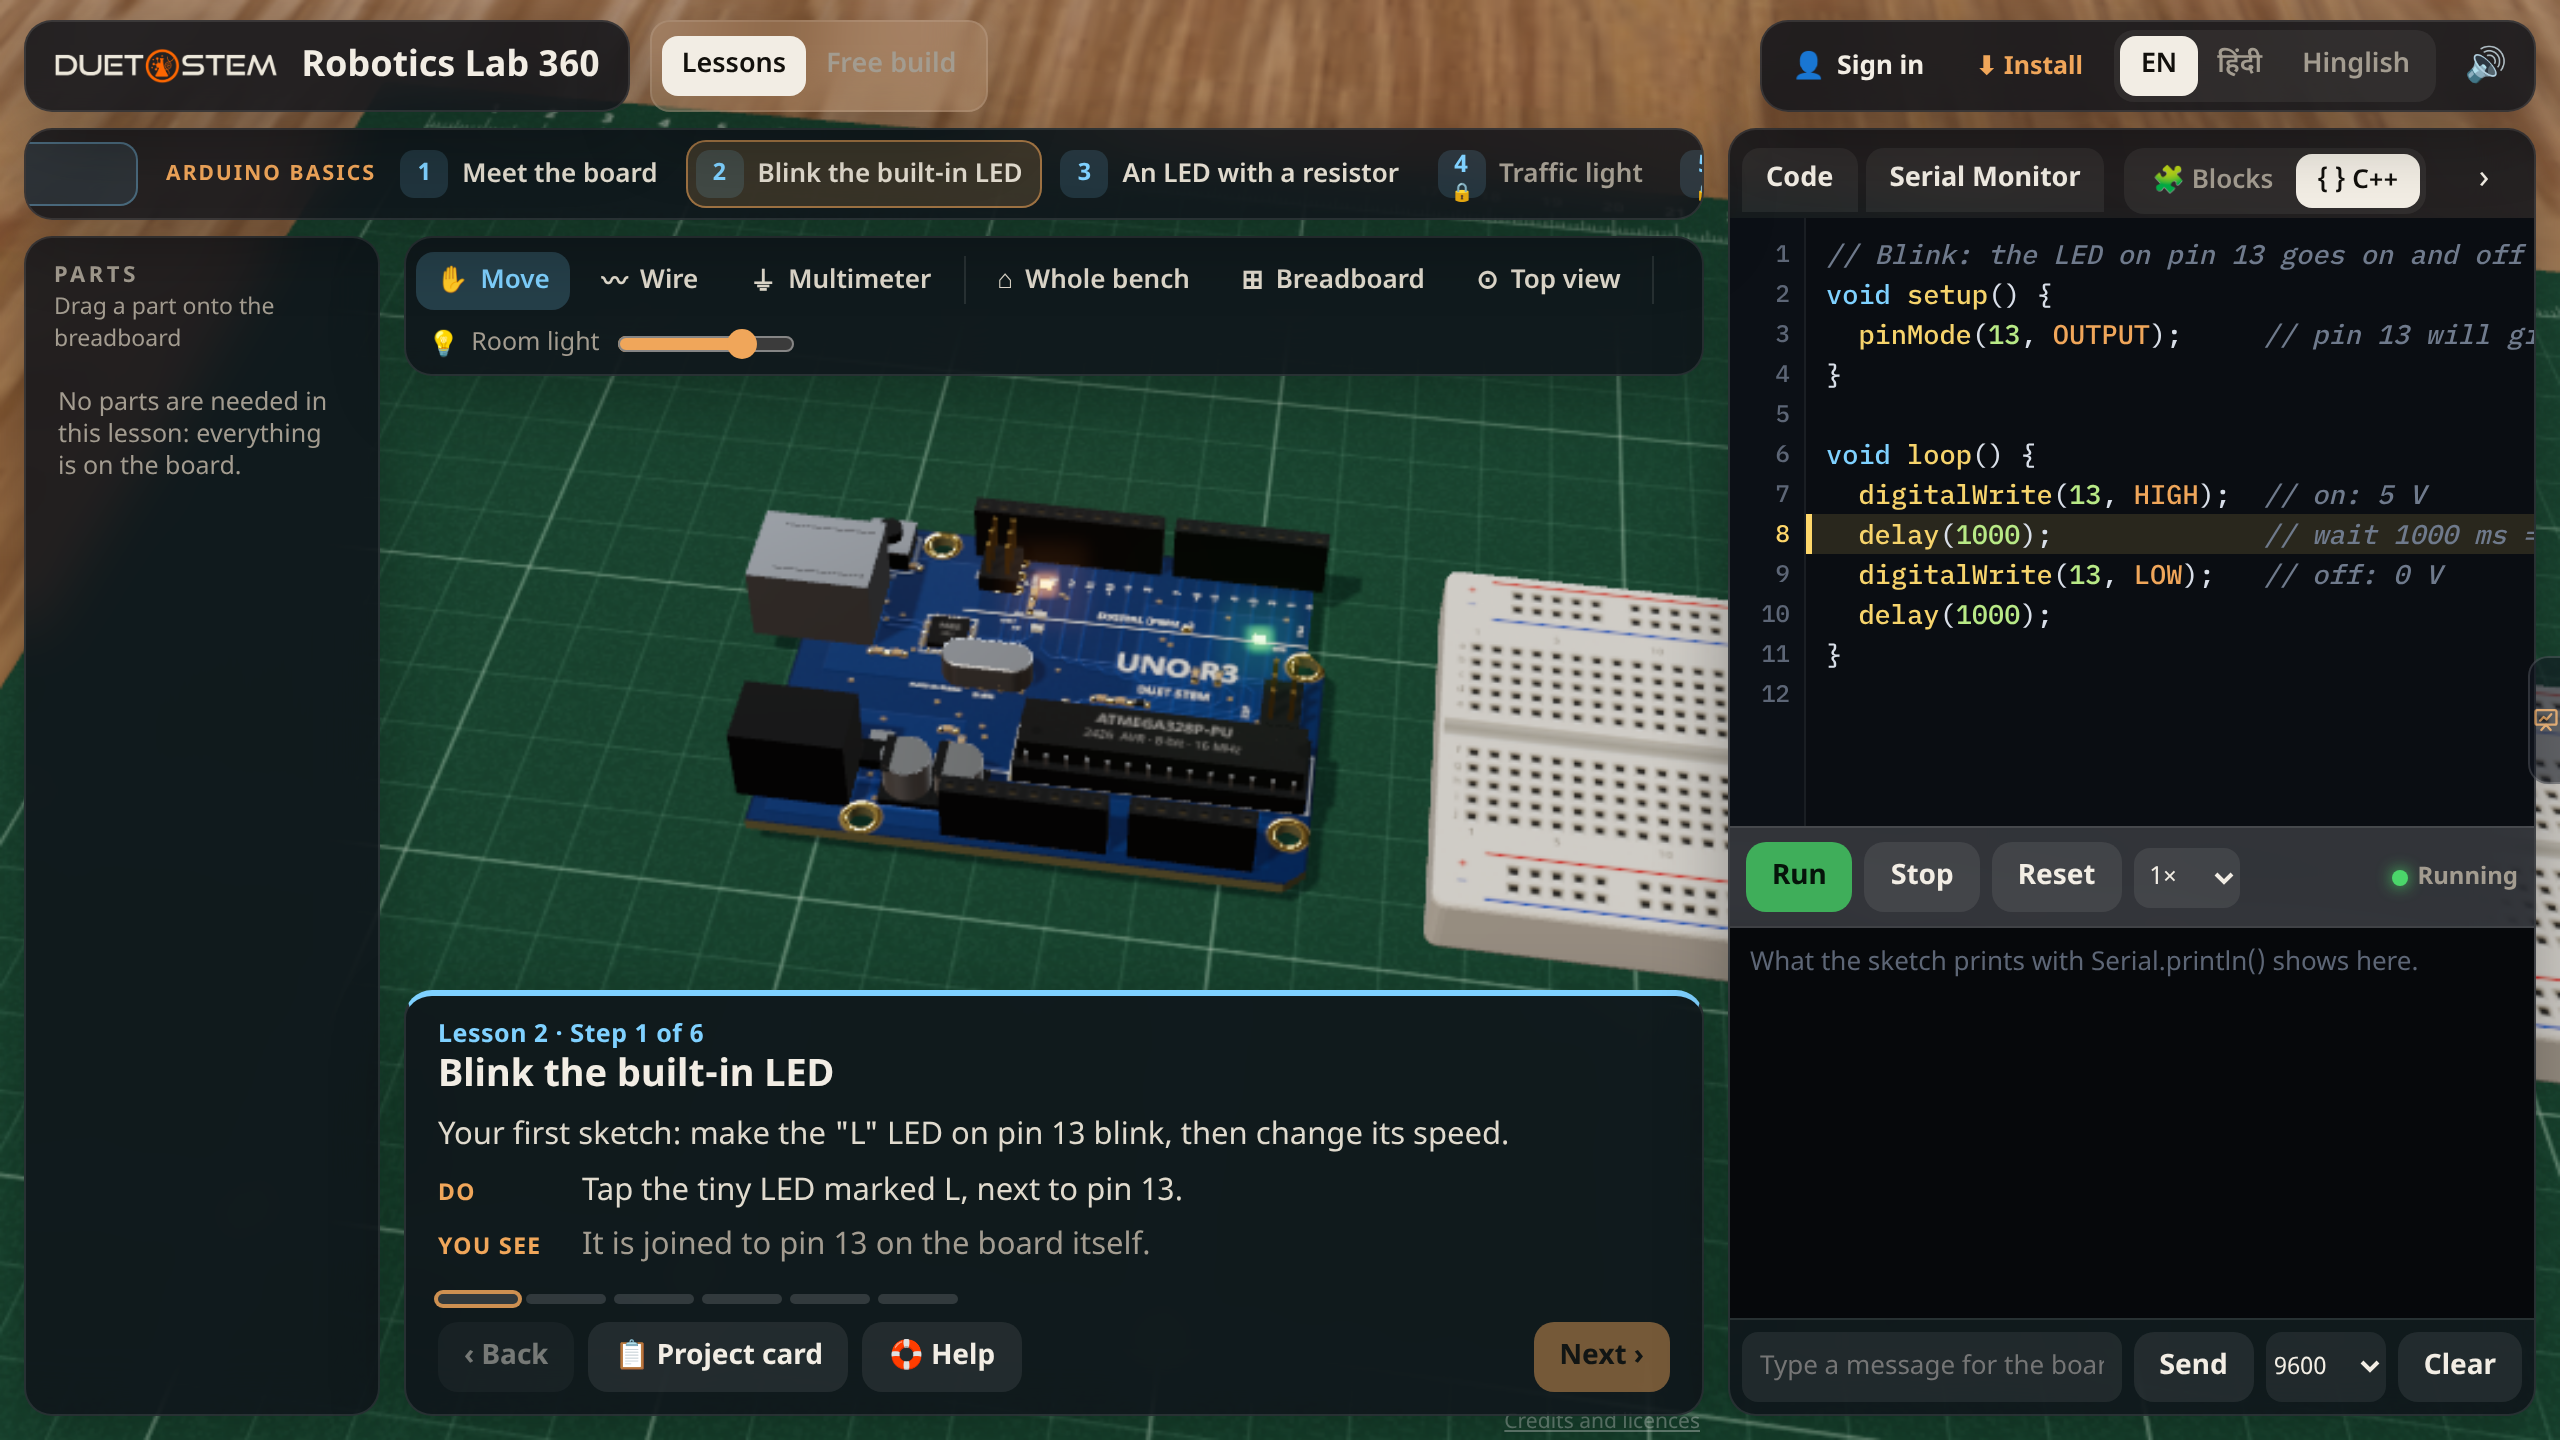 DUET STEM Robotics Lab 360
Lessons Free build
Sign in Install EN हिंदी Hinglish
ARDUINO BASICS 1 Meet the board 2 Blink the built-in LED 3 An LED with a resistor 4 Traffic light
PARTS
Drag a part onto the
breadboard
No parts are needed in
this lesson: everything
is on the board.
Move Wire Multimeter Whole bench Breadboard Top view
Room light
UNO R3
DUET STEM
ATMEGA328P-PU
Code Serial Monitor Blocks { } C++ ›
1 // Blink: the LED on pin 13 goes on and off
2 void setup() {
3 pinMode(13, OUTPUT); // pin 13 will
4 }
5
6 void loop() {
7 digitalWrite(13, HIGH); // on: 5 V
8 delay(1000); // wait 1000 ms =
9 digitalWrite(13, LOW); // off: 0 V
10 delay(1000);
11 }
12
Run Stop Reset 1× Running
What the sketch prints with Serial.println() shows here.
Type a message for the boar Send 9600 Clear
Lesson 2 · Step 1 of 6
Blink the built-in LED
Your first sketch: make the "L" LED on pin 13 blink, then change its speed.
DO Tap the tiny LED marked L, next to pin 13.
YOU SEE It is joined to pin 13 on the board itself.
‹ Back Project card Help Next ›
Credits and licences